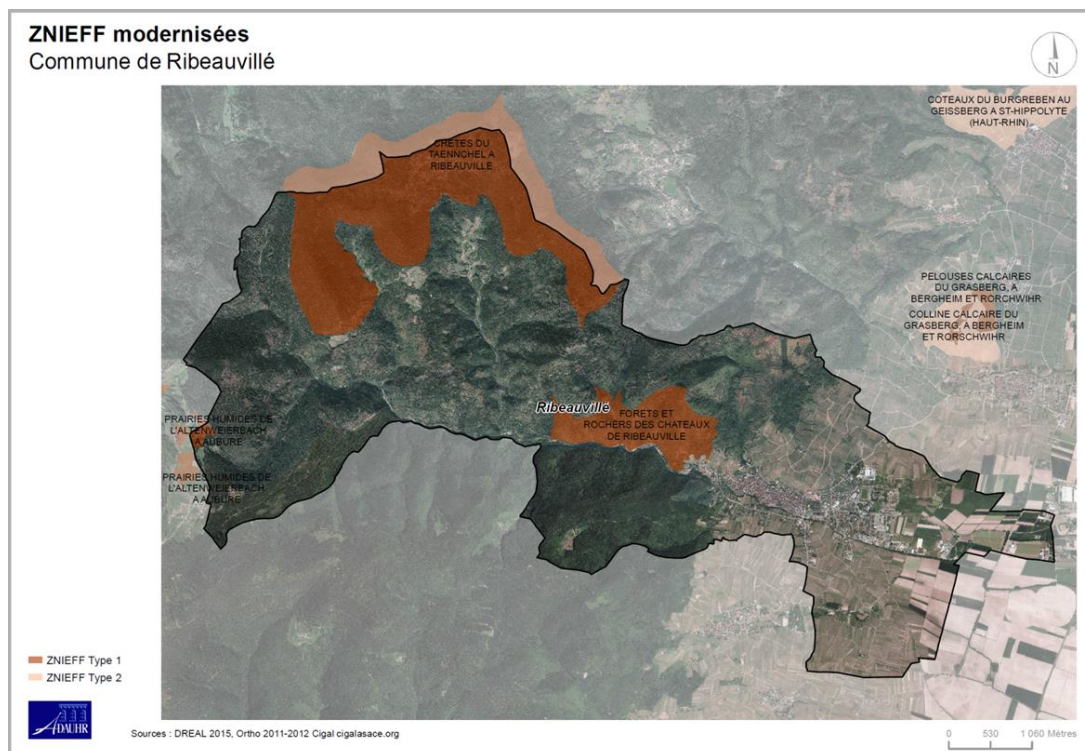 ZNIEFF modernisées
Commune de Ribeauvillé
N
COTEAUX DU BURGREBEN AU
GEISSBERG A ST-HIPPOLYTE
(HAUT-RHIN)
CRETES DU
TAENNCHEL A
RIBEAUVILLE
PELOUSES CALCAIRES
DU GRASBERG, A
BERGHEIM ET RORCHWIHR
COLLINE CALCAIRE DU
GRASBERG, A BERGHEIM
ET RORSCHWIHR
Ribeauvillé
FORETS ET
ROCHERS DES CHATEAUX
DE RIBEAUVILLE
PRAIRIES HUMIDES DE
L'ALTENWEIERBACH
A AUBURE
PRAIRIES HUMIDES DE
L'ALTENWEIERBACH
A AUBURE
ZNIEFF Type 1
ZNIEFF Type 2
ADAUHR
Sources : DREAL 2015, Ortho 2011-2012 Cigal cigalasace.org
0 530 1 060 Mètres